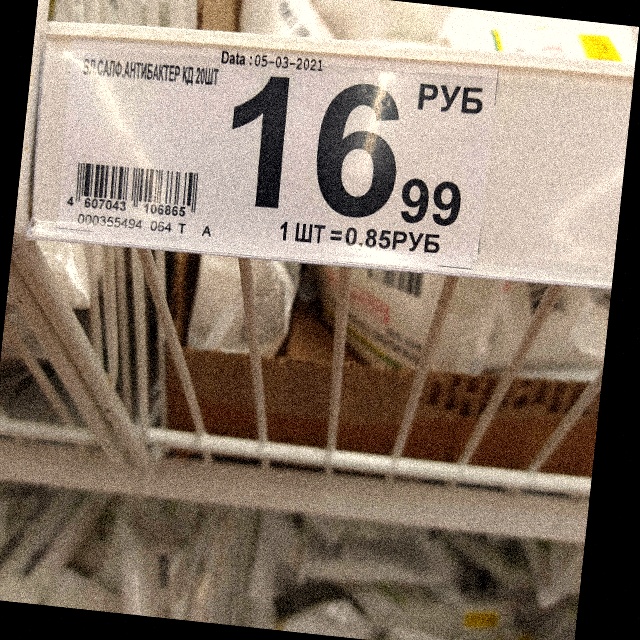 Data : 05-03-2021
ВЛ.САЛФ.АНТИБАКТЕР КД 20ШТ
16 99 РУБ
4 607043 106865
000355494 064 T A
1 ШТ = 0.85РУБ